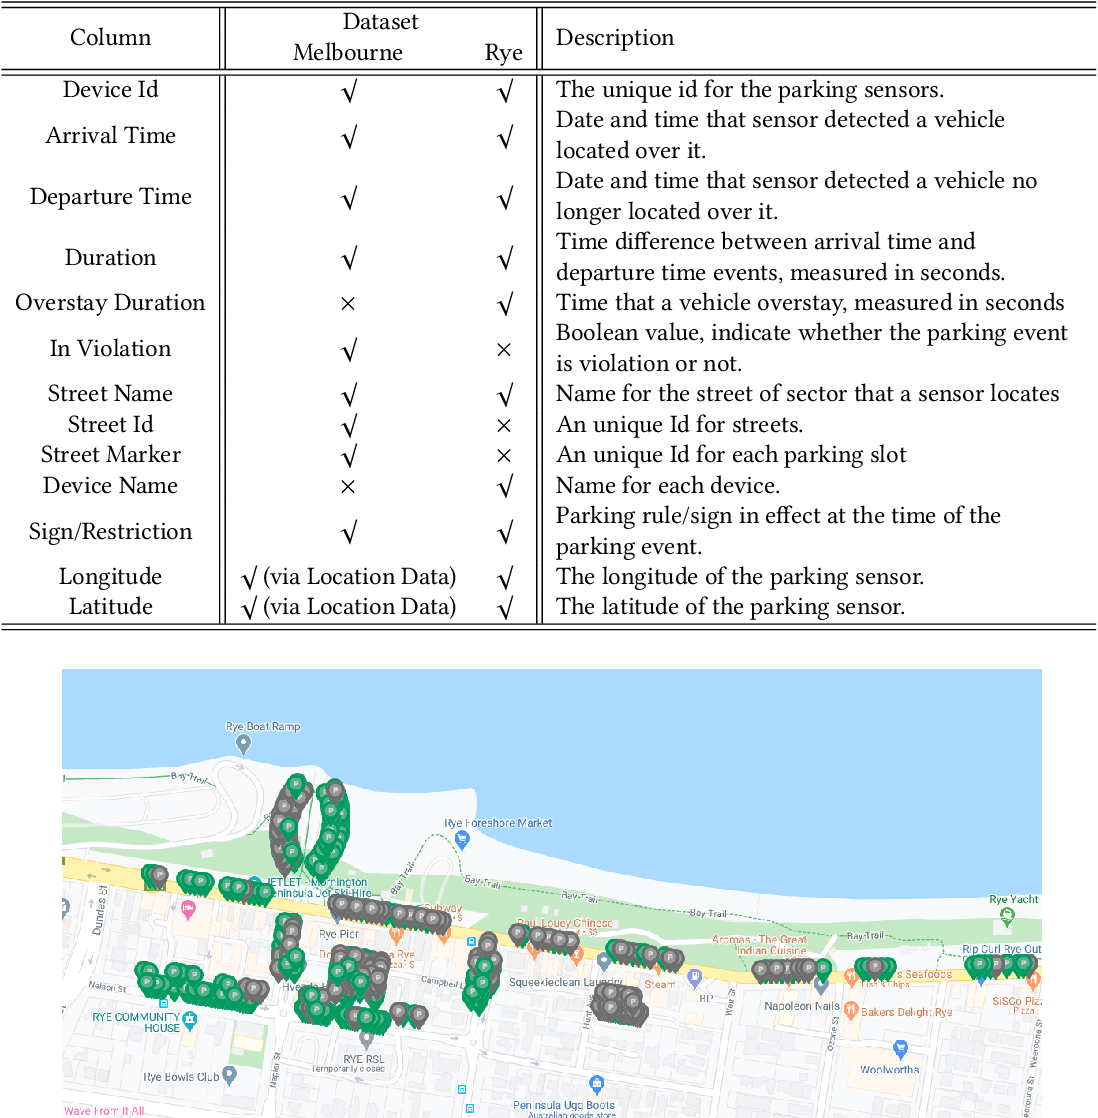 Column Dataset Description
Melbourne Rye
Device Id √ √ The unique id for the parking sensors.
Arrival Time √ √ Date and time that sensor detected a vehicle
located over it.
Departure Time √ √ Date and time that sensor detected a vehicle no
longer located over it.
Duration √ √ Time difference between arrival time and
departure time events, measured in seconds.
Overstay Duration × √ Time that a vehicle overstay, measured in seconds
In Violation √ × Boolean value, indicate whether the parking event
is violation or not.
Street Name √ √ Name for the street of sector that a sensor locates
Street Id √ × An unique Id for streets.
Street Marker √ × An unique Id for each parking slot
Device Name × √ Name for each device.
Sign/Restriction √ √ Parking rule/sign in effect at the time of the
parking event.
Longitude √ (via Location Data) √ The longitude of the parking sensor.
Latitude √ (via Location Data) √ The latitude of the parking sensor.
Rye Boat Ramp
Bay Trail
Rye Foreshore Market
JETLET - Mornington
Peninsula Jet Ski Hire
Bay Trail
Bay Trail
Bay Trail
Bay Trail
Bay Trail
Rye Yacht
Dundas St
Subway
Rye Pier
Paul Louey Chinese
Aromas - The Great
Indian Cuisine
Rip Curl Rye Out
Nelson St
Campbell
Squeekieclean Laundry
Steam
BP
Weir St
s Seafoods
Fish & Chips
Napoleon Nails
SiSCo Piz
Pizza
Bakers Delight Rye
RYE COMMUNITY
HOUSE
Hunt
Ozone St
Weeroona St
RYE RSL
Temporarily closed
Napier St
Rye Bowls Club
Woolworths
Peninsula Ugg Boots
Australian goods store
Wave From It All